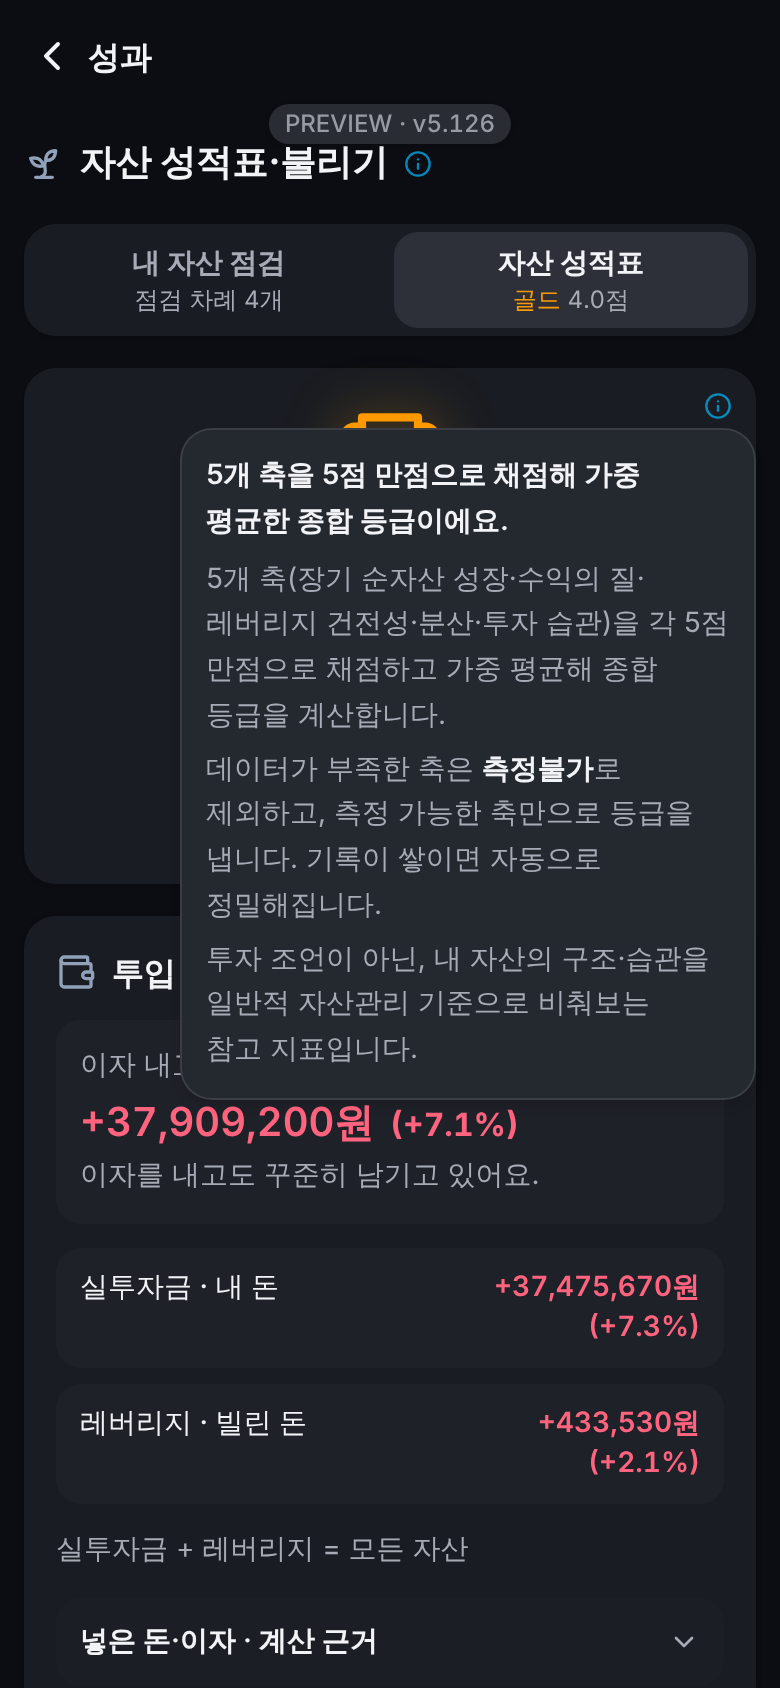 성과
PREVIEW · v5.126
자산 성적표·불리기
내 자산 점검
점검 차례 4개
자산 성적표
골드 4.0점
5개 축을 5점 만점으로 채점해 가중
평균한 종합 등급이에요.
5개 축(장기 순자산 성장·수익의 질·
레버리지 건전성·분산·투자 습관)을 각 5점
만점으로 채점하고 가중 평균해 종합
등급을 계산합니다.
데이터가 부족한 축은 측정불가로
제외하고, 측정 가능한 축만으로 등급을
냅니다. 기록이 쌓이면 자동으로
정밀해집니다.
투자 조언이 아닌, 내 자산의 구조·습관을
일반적 자산관리 기준으로 비춰보는
참고 지표입니다.
투입
이자 내고
+37,909,200원 (+7.1%)
이자를 내고도 꾸준히 남기고 있어요.
실투자금 · 내 돈
+37,475,670원
(+7.3%)
레버리지 · 빌린 돈
+433,530원
(+2.1%)
실투자금 + 레버리지 = 모든 자산
넣은 돈·이자 · 계산 근거